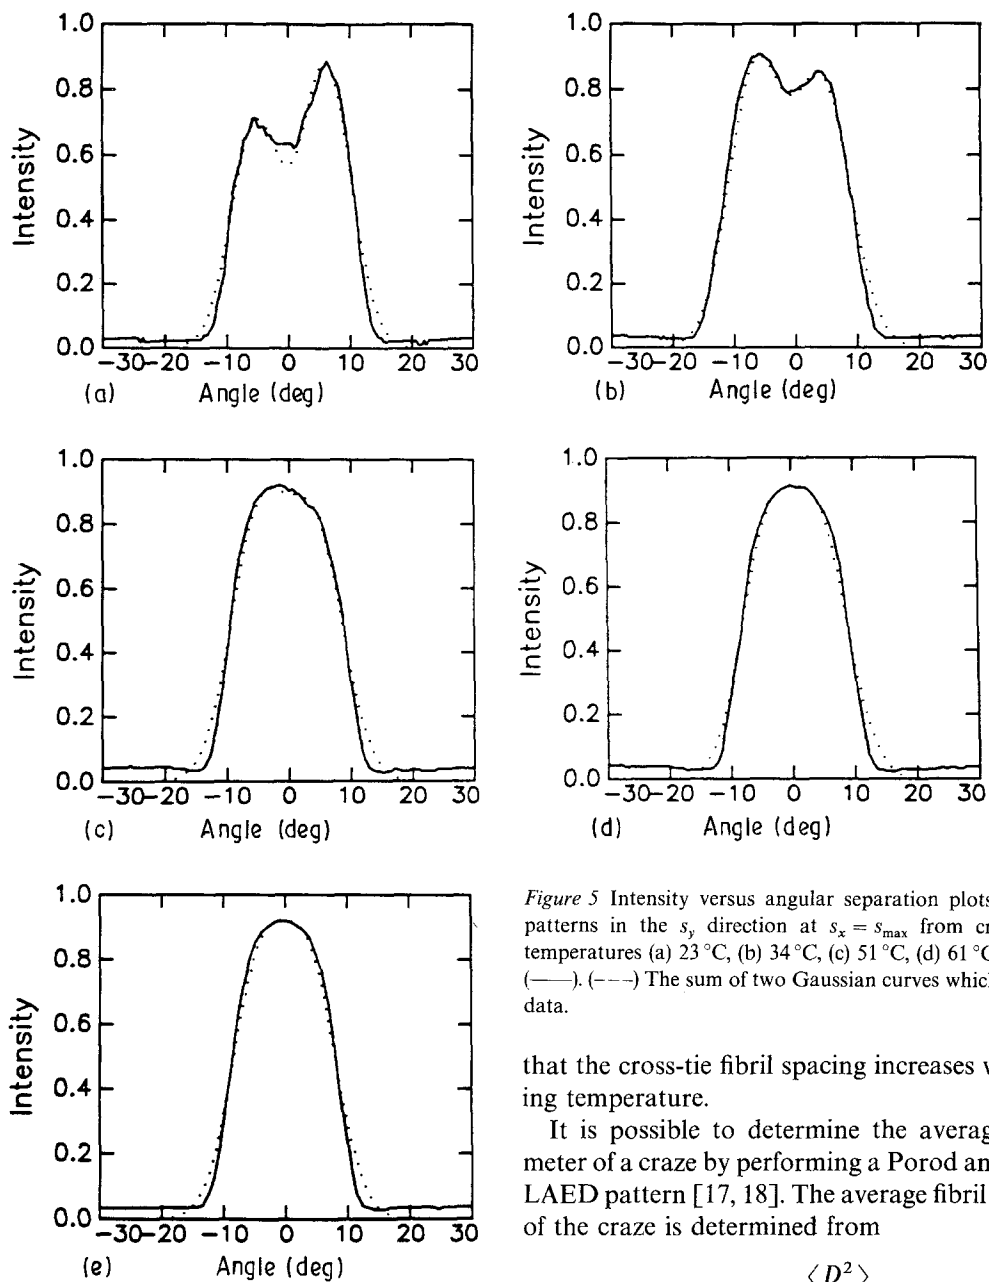 1.0
0.8
0.6
0.4
0.2
0.0
Intensity
−30−20 −10 0 10 20 30
(a) Angle (deg)
1.0
0.8
0.6
0.4
0.2
0.0
Intensity
−30−20 −10 0 10 20 30
(b) Angle (deg)
1.0
0.8
0.6
0.4
0.2
0.0
Intensity
−30−20 −10 0 10 20 30
(c) Angle (deg)
1.0
0.8
0.6
0.4
0.2
0.0
Intensity
−30−20 −10 0 10 20 30
(d) Angle (deg)
1.0
0.8
0.6
0.4
0.2
0.0
Intensity
−30−20 −10 0 10 20 30
(e) Angle (deg)
Figure 5 Intensity versus angular separation plots
patterns in the s_y direction at s_x = s_max from cr
temperatures (a) 23 °C, (b) 34 °C, (c) 51 °C, (d) 61 °C
(——). (---) The sum of two Gaussian curves which
data.
that the cross-tie fibril spacing increases w
ing temperature.
It is possible to determine the averag
meter of a craze by performing a Porod an
LAED pattern [17, 18]. The average fibril
of the craze is determined from
⟨D²⟩